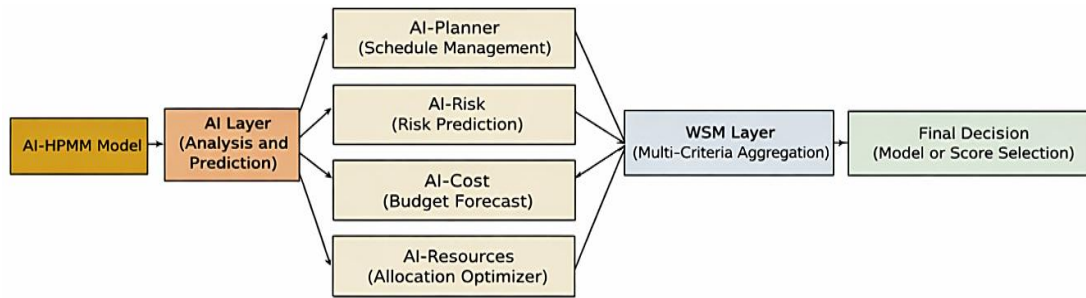 AI-HPMM Model
AI Layer
(Analysis and
Prediction)
AI-Planner
(Schedule Management)
AI-Risk
(Risk Prediction)
AI-Cost
(Budget Forecast)
AI-Resources
(Allocation Optimizer)
WSM Layer
(Multi-Criteria Aggregation)
Final Decision
(Model or Score Selection)